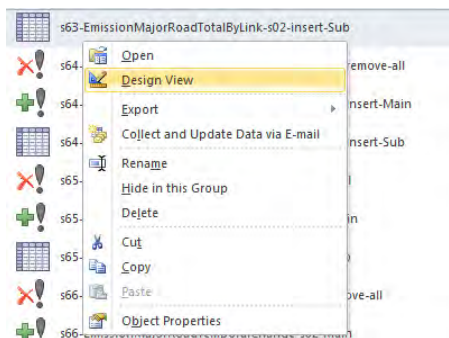 s63-EmissionMajorRoadTotalByLink-s02-insert-Sub
Open
s64- remove-all
Design View
s64- nsert-Main
Export
Collect and Update Data via E-mail
s64- nsert-Sub
Rename
s65-
Hide in this Group
Delete
s65- in
Cut
s65-
Copy
Paste
s66- ove-all
Object Properties